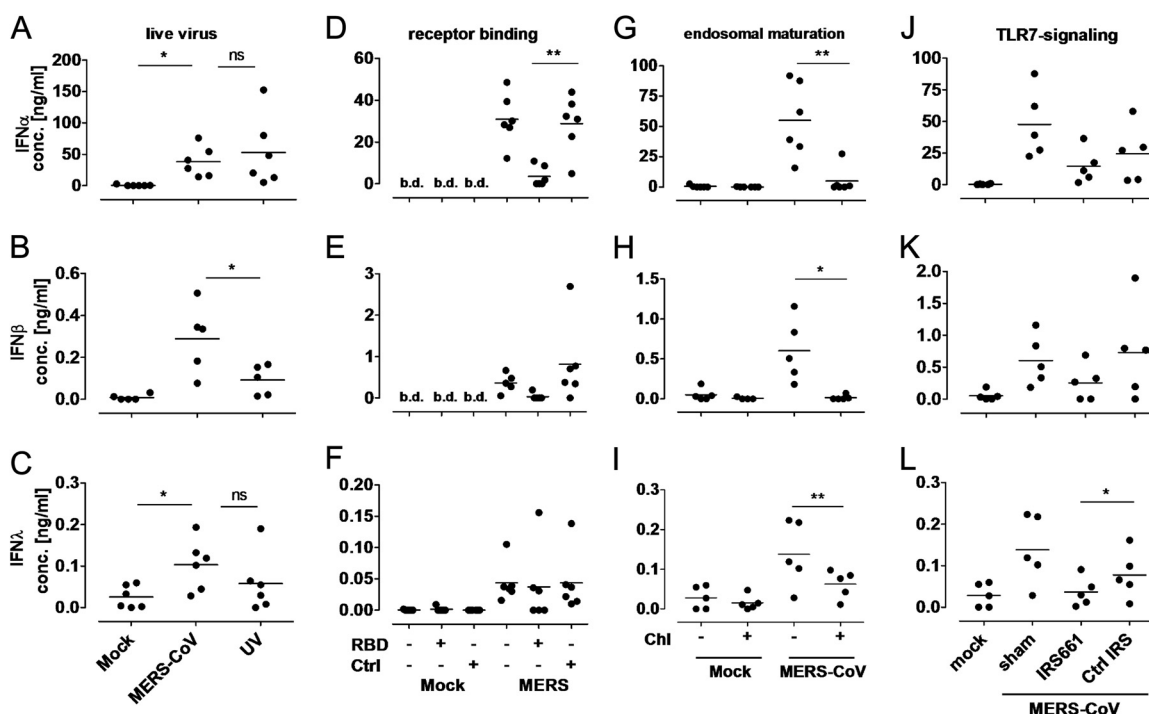 A
live virus
*
ns
IFNα
conc. [ng/ml]
200
150
100
50
0
D
receptor binding
**
60
40
20
0
b.d. b.d. b.d.
G
endosomal maturation
**
100
75
50
25
0
J
TLR7-signaling
100
75
50
25
0
B
*
IFNβ
conc. [ng/ml]
0.6
0.4
0.2
0.0
E
3
2
1
0
b.d. b.d. b.d.
H
*
1.5
1.0
0.5
0.0
K
2.0
1.5
1.0
0.5
0.0
C
*
ns
IFNλ
conc. [ng/ml]
0.3
0.2
0.1
0.0
Mock
MERS-CoV
UV
F
0.20
0.15
0.10
0.05
0.00
RBD - + - - + -
Ctrl - - + - - +
Mock MERS
I
**
0.3
0.2
0.1
0.0
Chl - + - +
Mock MERS-CoV
L
*
0.3
0.2
0.1
0.0
mock
sham
IRS661
Ctrl IRS
MERS-CoV